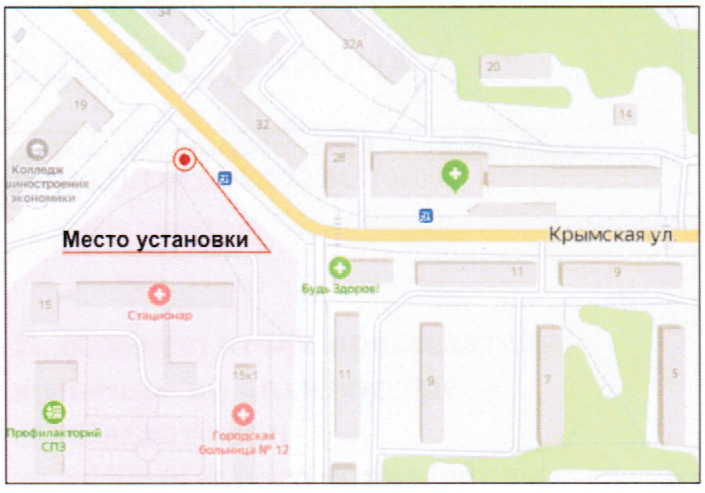 34
32А
20
19
14
32
28
Колледж
шиностроения
экономики
Место установки
Крымская ул.
Будь Здоров!
11
9
15
Стационар
15к1
11
9
7
5
Профилакторий
СПЗ
Городская
больница № 12